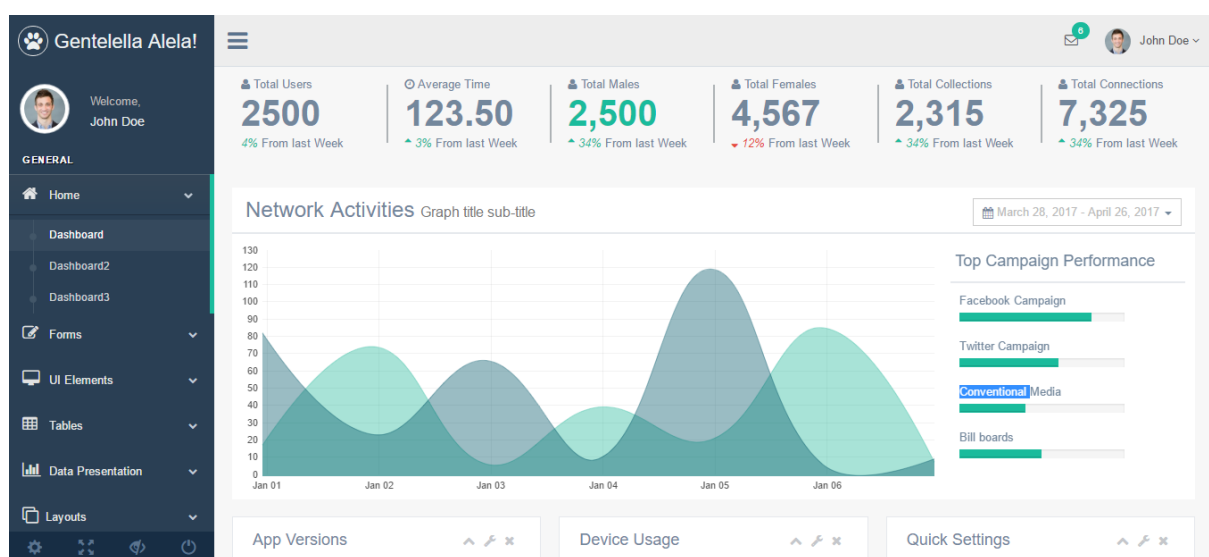 Gentelella Alela!
6
John Doe
Welcome,
John Doe
GENERAL
Home
Dashboard
Dashboard2
Dashboard3
Forms
UI Elements
Tables
Data Presentation
Layouts
Total Users
2500
4% From last Week
Average Time
123.50
3% From last Week
Total Males
2,500
34% From last Week
Total Females
4,567
12% From last Week
Total Collections
2,315
34% From last Week
Total Connections
7,325
34% From last Week
Network Activities Graph title sub-title
March 28, 2017 - April 26, 2017
130
120
110
100
90
80
70
60
50
40
30
20
10
0
Jan 01 Jan 02 Jan 03 Jan 04 Jan 05 Jan 06
Top Campaign Performance
Facebook Campaign
Twitter Campaign
Conventional Media
Bill boards
App Versions
Device Usage
Quick Settings